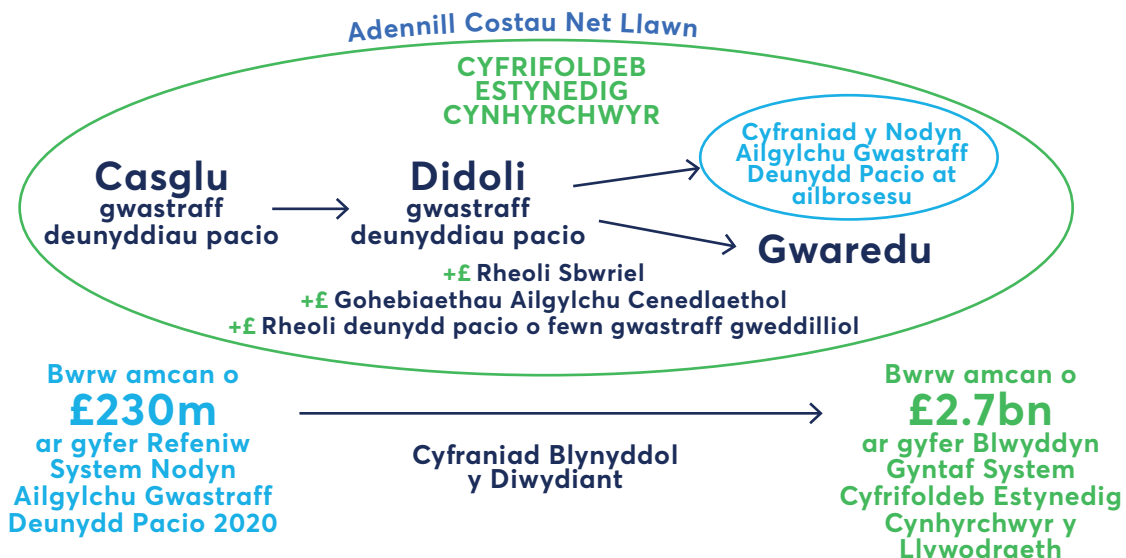 Adennill Costau Net Llawn
CYFRIFOLDEB
ESTYNEDIG
CYNHYRCHWYR
Casglu
gwastraff
deunyddiau pacio
Didoli
gwastraff
deunyddiau pacio
Cyfraniad y Nodyn
Ailgylchu Gwastraff
Deunydd Pacio at
ailbrosesu
Gwaredu
+£ Rheoli Sbwriel
+£ Gohebiaethau Ailgylchu Cenedlaethol
+£ Rheoli deunydd pacio o fewn gwastraff gweddilliol
Bwrw amcan o
£230m
ar gyfer Refeniw
System Nodyn
Ailgylchu Gwastraff
Deunydd Pacio 2020
Cyfraniad Blynyddol
y Diwydiant
Bwrw amcan o
£2.7bn
ar gyfer Blwyddyn
Gyntaf System
Cyfrifoldeb Estynedig
Cynhyrchwyr y
Llywodraeth